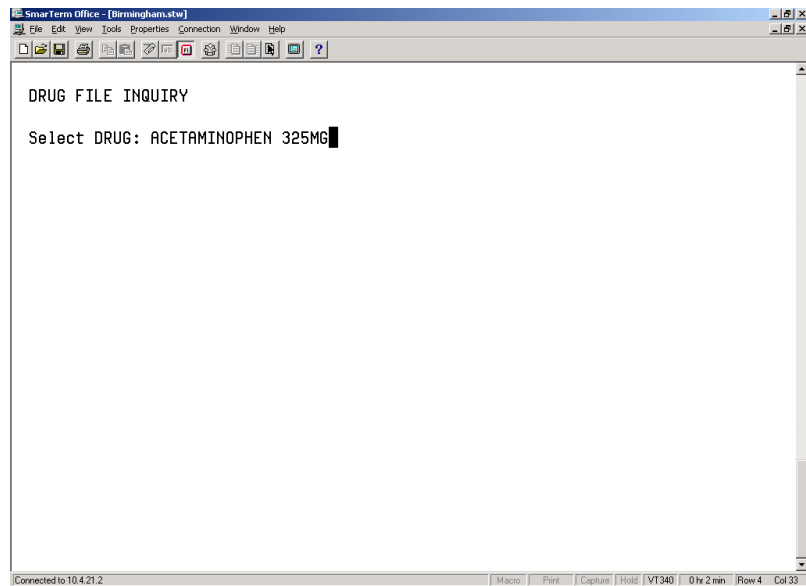 SmarTerm Office - [Birmingham.stw]
File Edit View Tools Properties Connection Window Help
DRUG FILE INQUIRY
Select DRUG: ACETAMINOPHEN 325MG
Connected to 10.4.21.2 Macro Print Capture Hold VT340 0 hr 2 min Row 4 Col 33